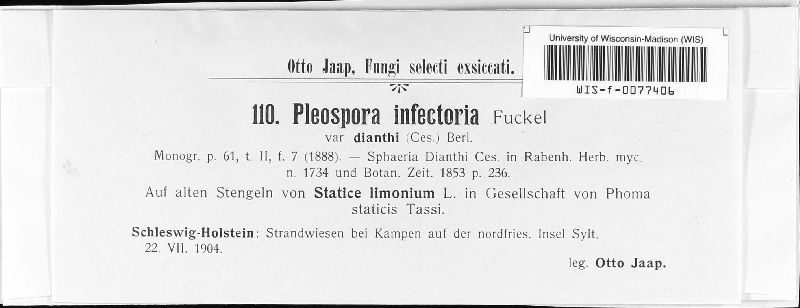 University of Wisconsin-Madison (WIS)
WIS-f-0077406
Otto Jaap, Fungi selecti exsiccati.
110. Pleospora infectoria Fuckel
var dianthi (Ces.) Berl.
Monogr. p. 61, t. II, f. 7 (1888). — Sphaeria Dianthi Ces. in Rabenh. Herb. myc.
n. 1734 und Botan. Zeit. 1853 p. 236.
Auf alten Stengeln von Statice limonium L. in Gesellschaft von Phoma
staticis Tassi.
Schleswig-Holstein: Strandwiesen bei Kampen auf der nordfries. Insel Sylt.
22. VII. 1904.
leg. Otto Jaap.